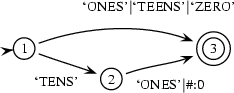 ‘ONES’|‘TEENS’|‘ZERO’
1
3
‘TENS’
2
‘ONES’|#:0